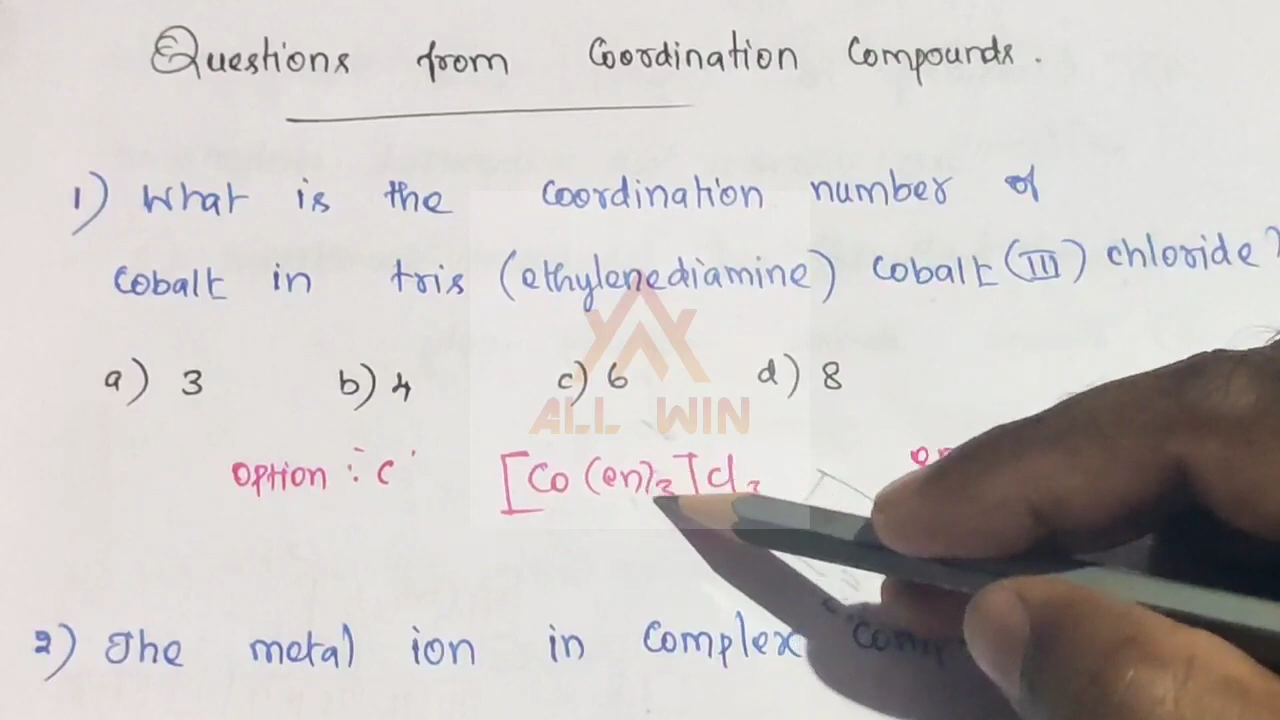 Questions from Coordination Compounds.
1) What is the coordination number of
cobalt in tris (ethylenediamine) cobalt (III) chloride?
a) 3 b) 4 c) 6 d) 8
ALL WIN
option : 'c' [Co (en)3] Cl3
2) The metal ion in complex